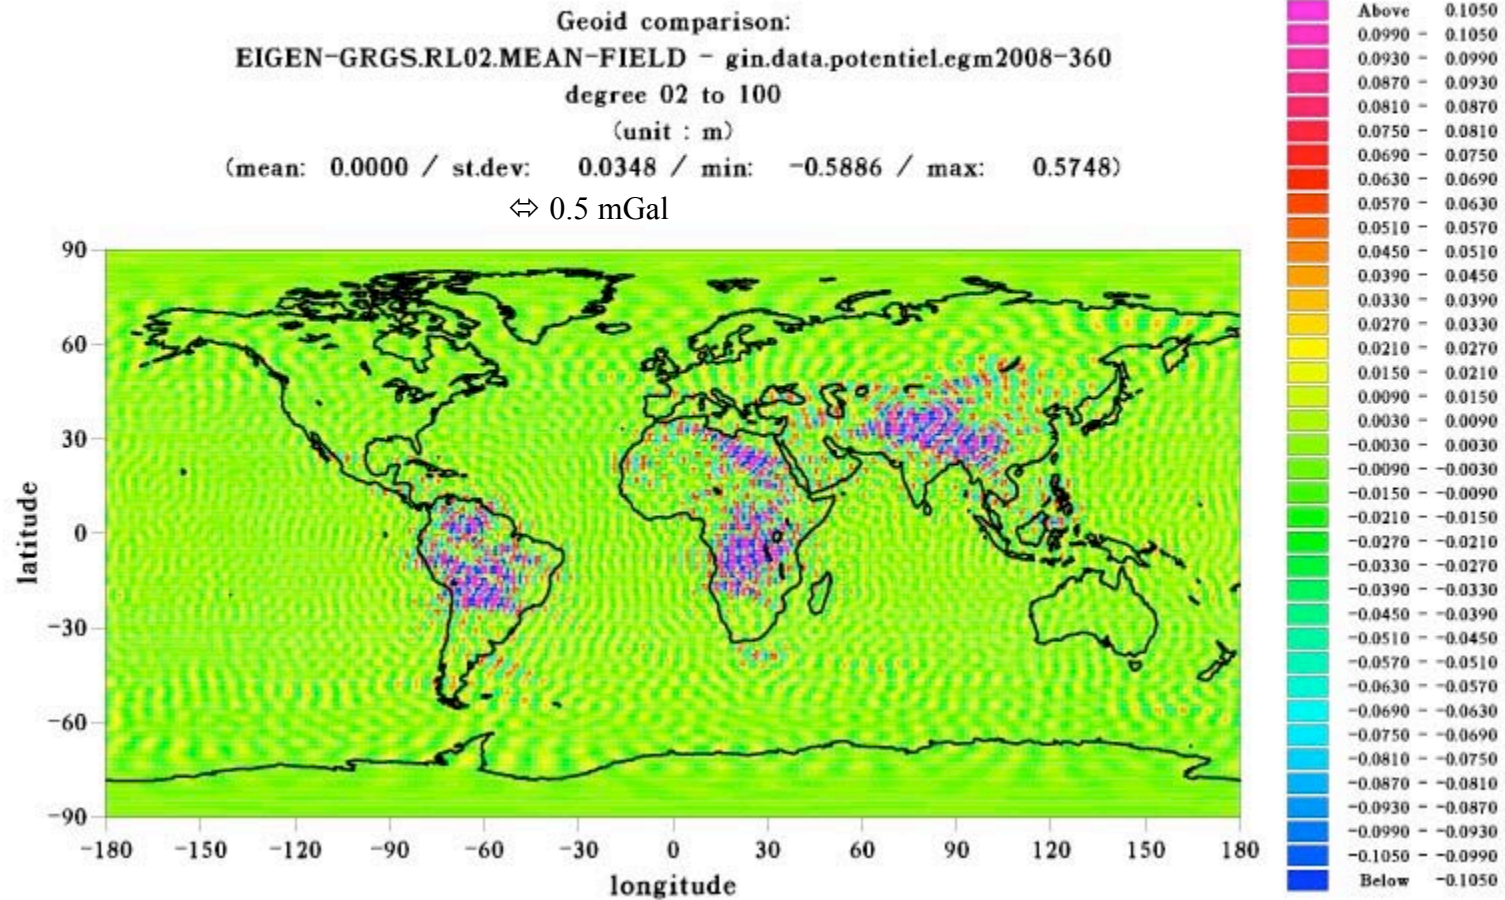 Geoid comparison:
EIGEN-GRGS.RL02.MEAN-FIELD - gin.data.potentiel.egm2008-360
degree 02 to 100
(unit : m)
(mean: 0.0000 / st.dev: 0.0348 / min: -0.5886 / max: 0.5748)
⇔ 0.5 mGal
90
60
30
0
-30
-60
-90
latitude
-180 -150 -120 -90 -60 -30 0 30 60 90 120 150 180
longitude
Above 0.1050
0.0990 - 0.1050
0.0930 - 0.0990
0.0870 - 0.0930
0.0810 - 0.0870
0.0750 - 0.0810
0.0690 - 0.0750
0.0630 - 0.0690
0.0570 - 0.0630
0.0510 - 0.0570
0.0450 - 0.0510
0.0390 - 0.0450
0.0330 - 0.0390
0.0270 - 0.0330
0.0210 - 0.0270
0.0150 - 0.0210
0.0090 - 0.0150
0.0030 - 0.0090
-0.0030 - 0.0030
-0.0090 - -0.0030
-0.0150 - -0.0090
-0.0210 - -0.0150
-0.0270 - -0.0210
-0.0330 - -0.0270
-0.0390 - -0.0330
-0.0450 - -0.0390
-0.0510 - -0.0450
-0.0570 - -0.0510
-0.0630 - -0.0570
-0.0690 - -0.0630
-0.0750 - -0.0690
-0.0810 - -0.0750
-0.0870 - -0.0810
-0.0930 - -0.0870
-0.0990 - -0.0930
-0.1050 - -0.0990
Below -0.1050